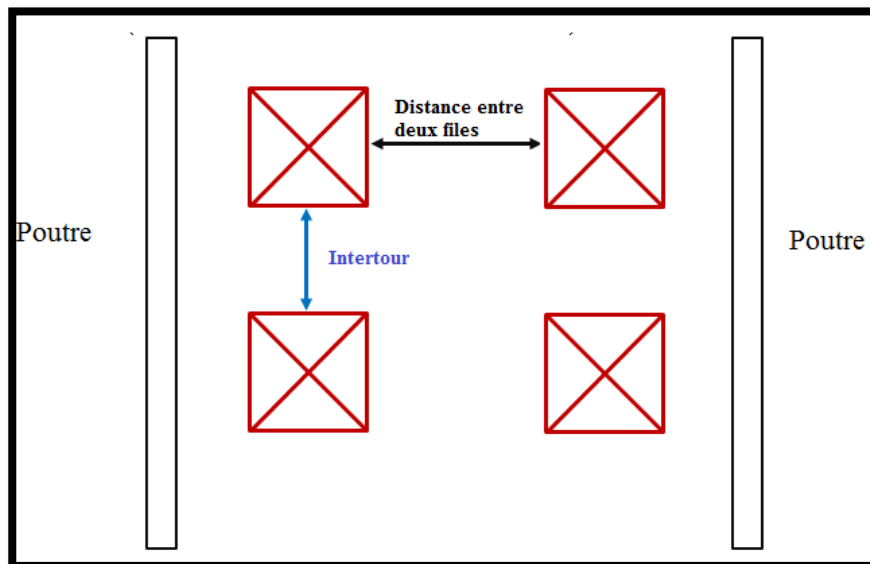 Distance entre
deux files
Poutre
Poutre
Intertour